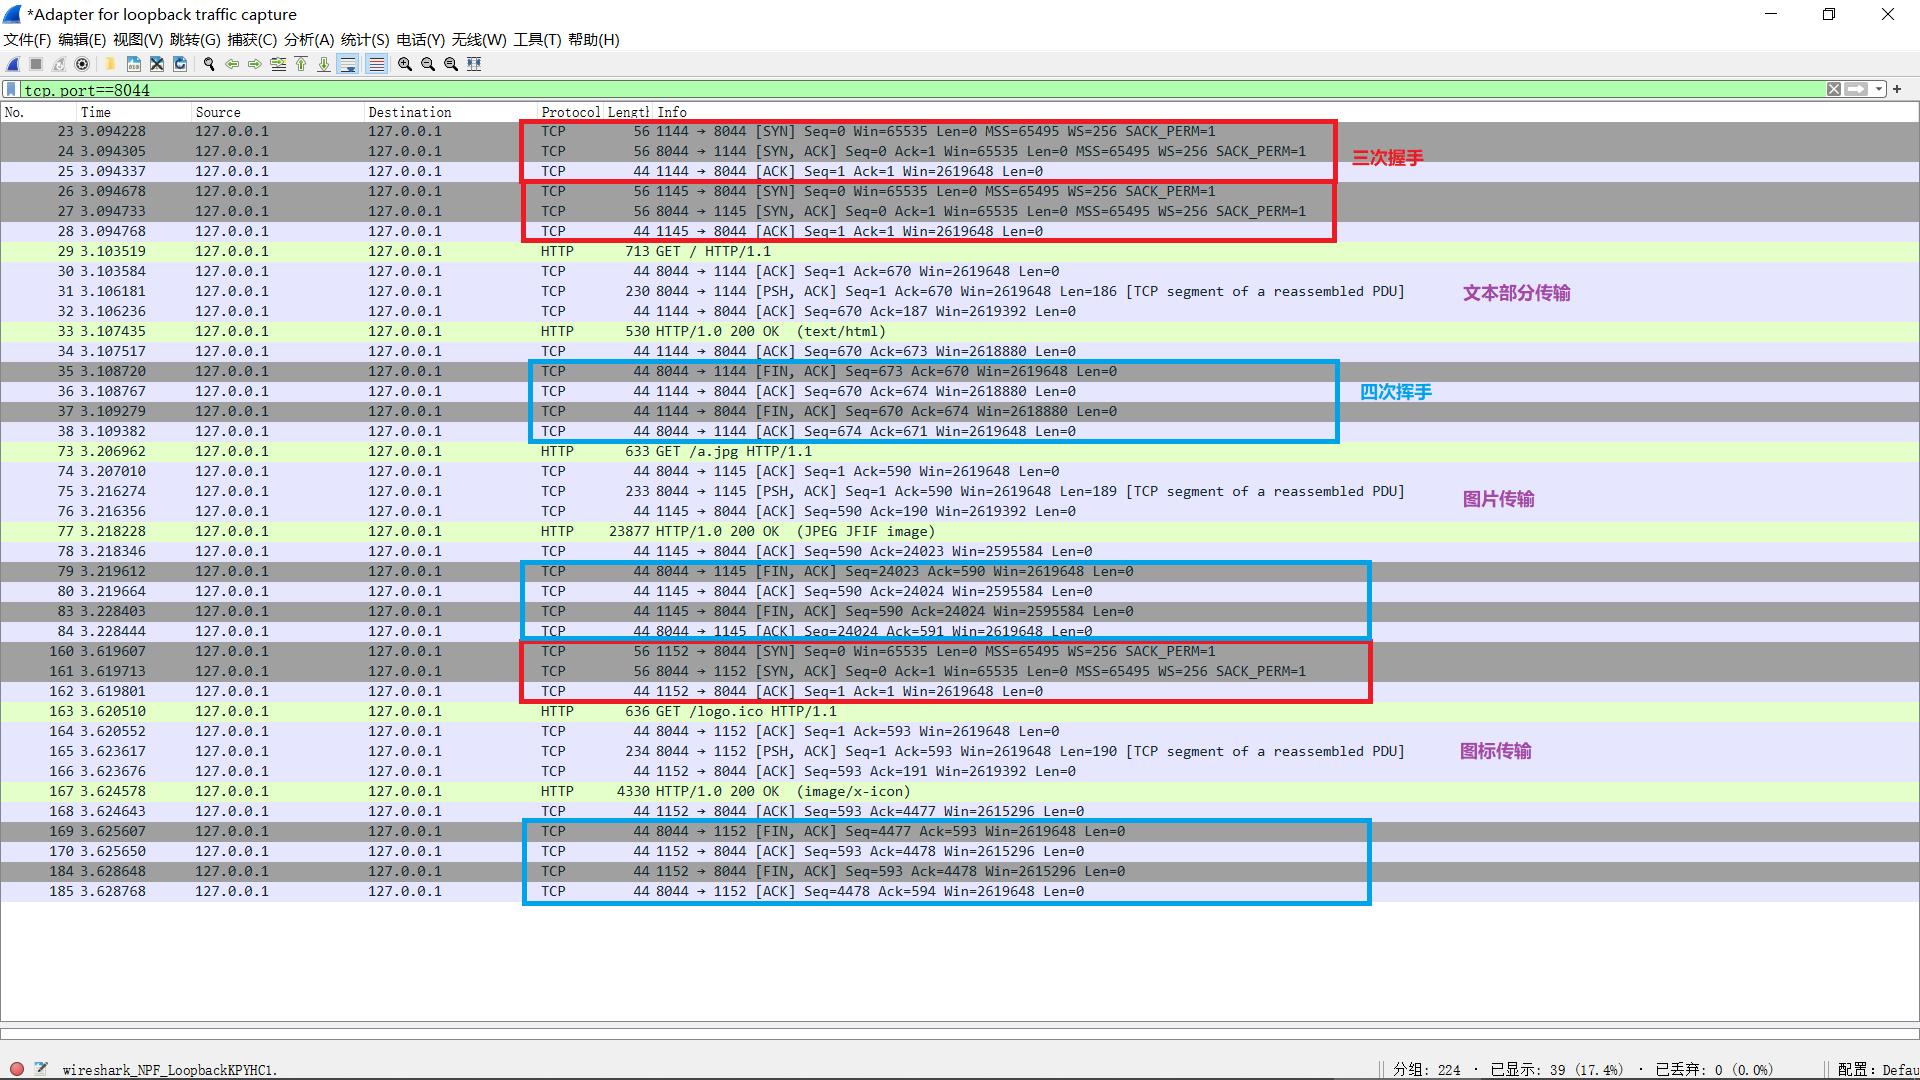 *Adapter for loopback traffic capture
文件(F) 编辑(E) 视图(V) 跳转(G) 捕获(C) 分析(A) 统计(S) 电话(Y) 无线(W) 工具(T) 帮助(H)
tcp.port==8044
No. Time Source Destination Protocol Length Info
23 3.094228 127.0.0.1 127.0.0.1 TCP 56 1144 → 8044 [SYN] Seq=0 Win=65535 Len=0 MSS=65495 WS=256 SACK_PERM=1
24 3.094305 127.0.0.1 127.0.0.1 TCP 56 8044 → 1144 [SYN, ACK] Seq=0 Ack=1 Win=65535 Len=0 MSS=65495 WS=256 SACK_PERM=1
三次握手
25 3.094337 127.0.0.1 127.0.0.1 TCP 44 1144 → 8044 [ACK] Seq=1 Ack=1 Win=2619648 Len=0
26 3.094678 127.0.0.1 127.0.0.1 TCP 56 1145 → 8044 [SYN] Seq=0 Win=65535 Len=0 MSS=65495 WS=256 SACK_PERM=1
27 3.094733 127.0.0.1 127.0.0.1 TCP 56 8044 → 1145 [SYN, ACK] Seq=0 Ack=1 Win=65535 Len=0 MSS=65495 WS=256 SACK_PERM=1
28 3.094768 127.0.0.1 127.0.0.1 TCP 44 1145 → 8044 [ACK] Seq=1 Ack=1 Win=2619648 Len=0
29 3.103519 127.0.0.1 127.0.0.1 HTTP 713 GET / HTTP/1.1
30 3.103584 127.0.0.1 127.0.0.1 TCP 44 8044 → 1144 [ACK] Seq=1 Ack=670 Win=2619648 Len=0
31 3.106181 127.0.0.1 127.0.0.1 TCP 230 8044 → 1144 [PSH, ACK] Seq=1 Ack=670 Win=2619648 Len=186 [TCP segment of a reassembled PDU]
文本部分传输
32 3.106236 127.0.0.1 127.0.0.1 TCP 44 1144 → 8044 [ACK] Seq=670 Ack=187 Win=2619392 Len=0
33 3.107435 127.0.0.1 127.0.0.1 HTTP 530 HTTP/1.0 200 OK (text/html)
34 3.107517 127.0.0.1 127.0.0.1 TCP 44 1144 → 8044 [ACK] Seq=670 Ack=673 Win=2618880 Len=0
35 3.108720 127.0.0.1 127.0.0.1 TCP 44 8044 → 1144 [FIN, ACK] Seq=673 Ack=670 Win=2619648 Len=0
36 3.108767 127.0.0.1 127.0.0.1 TCP 44 1144 → 8044 [ACK] Seq=670 Ack=674 Win=2618880 Len=0
四次挥手
37 3.109279 127.0.0.1 127.0.0.1 TCP 44 1144 → 8044 [FIN, ACK] Seq=670 Ack=674 Win=2618880 Len=0
38 3.109382 127.0.0.1 127.0.0.1 TCP 44 8044 → 1144 [ACK] Seq=674 Ack=671 Win=2619648 Len=0
73 3.206962 127.0.0.1 127.0.0.1 HTTP 633 GET /a.jpg HTTP/1.1
74 3.207010 127.0.0.1 127.0.0.1 TCP 44 8044 → 1145 [ACK] Seq=1 Ack=590 Win=2619648 Len=0
75 3.216274 127.0.0.1 127.0.0.1 TCP 233 8044 → 1145 [PSH, ACK] Seq=1 Ack=590 Win=2619648 Len=189 [TCP segment of a reassembled PDU]
图片传输
76 3.216356 127.0.0.1 127.0.0.1 TCP 44 1145 → 8044 [ACK] Seq=590 Ack=190 Win=2619392 Len=0
77 3.218228 127.0.0.1 127.0.0.1 HTTP 23877 HTTP/1.0 200 OK (JPEG JFIF image)
78 3.218346 127.0.0.1 127.0.0.1 TCP 44 1145 → 8044 [ACK] Seq=590 Ack=24023 Win=2595584 Len=0
79 3.219612 127.0.0.1 127.0.0.1 TCP 44 8044 → 1145 [FIN, ACK] Seq=24023 Ack=590 Win=2619648 Len=0
80 3.219664 127.0.0.1 127.0.0.1 TCP 44 1145 → 8044 [ACK] Seq=590 Ack=24024 Win=2595584 Len=0
83 3.228403 127.0.0.1 127.0.0.1 TCP 44 1145 → 8044 [FIN, ACK] Seq=590 Ack=24024 Win=2595584 Len=0
84 3.228444 127.0.0.1 127.0.0.1 TCP 44 8044 → 1145 [ACK] Seq=24024 Ack=591 Win=2619648 Len=0
160 3.619607 127.0.0.1 127.0.0.1 TCP 56 1152 → 8044 [SYN] Seq=0 Win=65535 Len=0 MSS=65495 WS=256 SACK_PERM=1
161 3.619713 127.0.0.1 127.0.0.1 TCP 56 8044 → 1152 [SYN, ACK] Seq=0 Ack=1 Win=65535 Len=0 MSS=65495 WS=256 SACK_PERM=1
162 3.619801 127.0.0.1 127.0.0.1 TCP 44 1152 → 8044 [ACK] Seq=1 Ack=1 Win=2619648 Len=0
163 3.620510 127.0.0.1 127.0.0.1 HTTP 636 GET /logo.ico HTTP/1.1
164 3.620552 127.0.0.1 127.0.0.1 TCP 44 8044 → 1152 [ACK] Seq=1 Ack=593 Win=2619648 Len=0
165 3.623617 127.0.0.1 127.0.0.1 TCP 234 8044 → 1152 [PSH, ACK] Seq=1 Ack=593 Win=2619648 Len=190 [TCP segment of a reassembled PDU]
图标传输
166 3.623676 127.0.0.1 127.0.0.1 TCP 44 1152 → 8044 [ACK] Seq=593 Ack=191 Win=2619392 Len=0
167 3.624578 127.0.0.1 127.0.0.1 HTTP 4330 HTTP/1.0 200 OK (image/x-icon)
168 3.624643 127.0.0.1 127.0.0.1 TCP 44 1152 → 8044 [ACK] Seq=593 Ack=4477 Win=2615296 Len=0
169 3.625607 127.0.0.1 127.0.0.1 TCP 44 8044 → 1152 [FIN, ACK] Seq=4477 Ack=593 Win=2619648 Len=0
170 3.625650 127.0.0.1 127.0.0.1 TCP 44 1152 → 8044 [ACK] Seq=593 Ack=4478 Win=2615296 Len=0
184 3.628648 127.0.0.1 127.0.0.1 TCP 44 1152 → 8044 [FIN, ACK] Seq=593 Ack=4478 Win=2615296 Len=0
185 3.628768 127.0.0.1 127.0.0.1 TCP 44 8044 → 1152 [ACK] Seq=4478 Ack=594 Win=2619648 Len=0
wireshark_NPF_LoopbackKPYHC1. 分组: 224 · 已显示: 39 (17.4%) · 已丢弃: 0 (0.0%) 配置: Defau